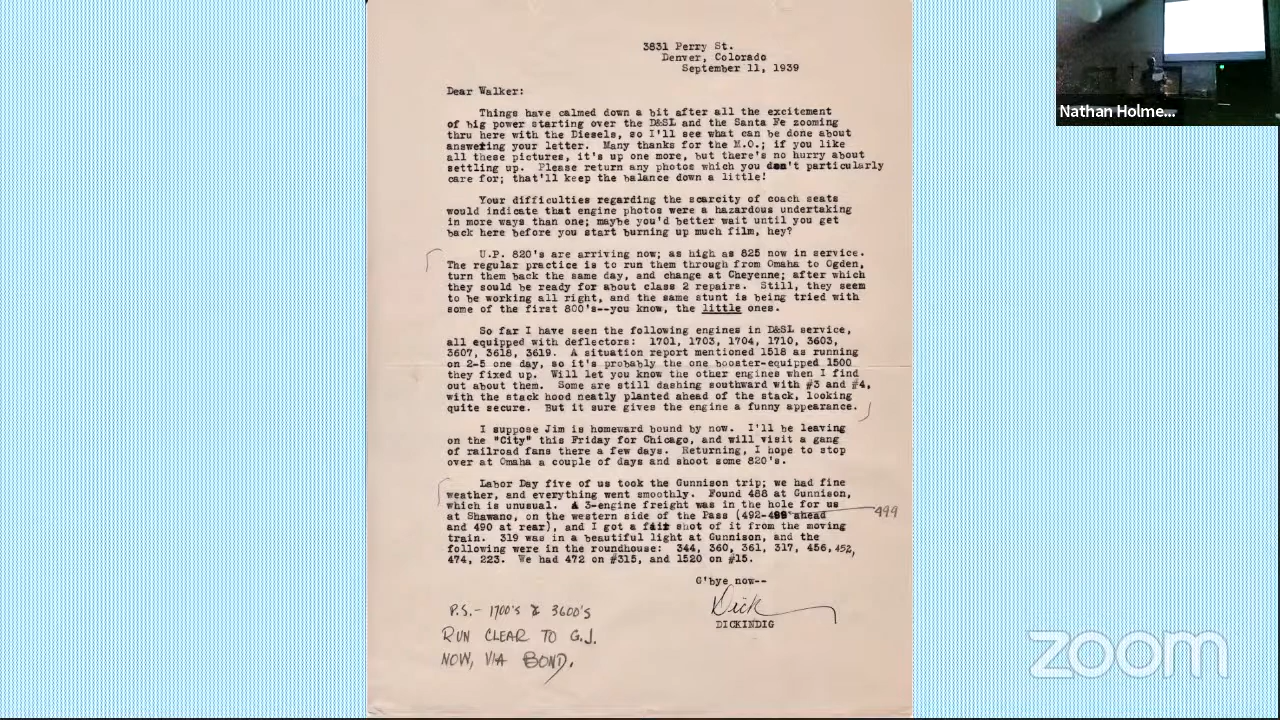 3831 Perry St.
Denver, Colorado
September 11, 1939
Dear Walker:
Things have calmed down a bit after all the excitement
of big power starting over the D&SL and the Santa Fe zooming
thru here with the Diesels, so I'll see what can be done about
answering your letter. Many thanks for the M.O.; if you like
all these pictures, it's up one more, but there's no hurry about
settling up. Please return any photos which you don't particularly
care for; that'll keep the balance down a little!
Your difficulties regarding the scarcity of coach seats
would indicate that engine photos were a hazardous undertaking
in more ways than one; maybe you'd better wait until you get
back here before you start burning up much film, hey?
U.P. 820's are arriving now; as high as 825 now in service.
The regular practice is to run them through from Omaha to Ogden,
turn them back the same day, and change at Cheyenne; after which
they sould be ready for about class 2 repairs. Still, they seem
to be working all right, and the same stunt is being tried with
some of the first 800's--you know, the little ones.
So far I have seen the following engines in D&SL service,
all equipped with deflectors: 1701, 1703, 1704, 1710, 3603,
3607, 3618, 3619. A situation report mentioned 1518 as running
on 2-5 one day, so it's probably the one booster-equipped 1500
they fixed up. Will let you know the other engines when I find
out about them. Some are still dashing southward with #3 and #4,
with the stack hood neatly planted ahead of the stack, looking
quite secure. But it sure gives the engine a funny appearance.
I suppose Jim is homeward bound by now. I'll be leaving
on the "City" this Friday for Chicago, and will visit a gang
of railroad fans there a few days. Returning, I hope to stop
over at Omaha a couple of days and shoot some 820's.
Labor Day five of us took the Gunnison trip; we had fine
weather, and everything went smoothly. Found 488 at Gunnison,
which is unusual. A 3-engine freight was in the hole for us
at Shawano, on the western side of the Pass (492-499 ahead 499
and 490 at rear), and I got a fair shot of it from the moving
train. 319 was in a beautiful light at Gunnison, and the
following were in the roundhouse: 344, 360, 361, 317, 456, 452,
474, 223. We had 472 on #315, and 1520 on #15.
G'bye now--
Dick
DICKINDIG
P.S.- 1700's & 3600's
RUN CLEAR TO G.J.
NOW, VIA BOND.
Nathan Holme...
zoom